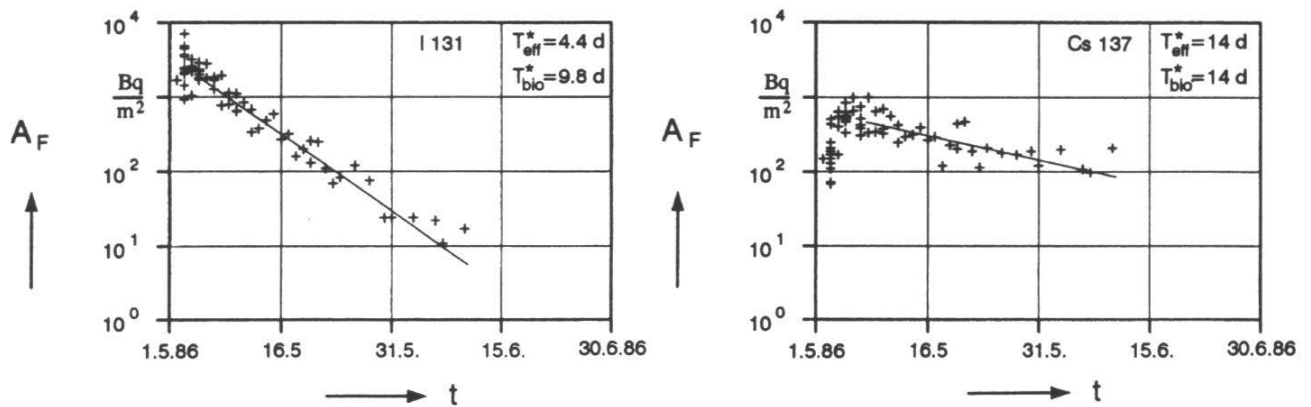 10⁴
I 131
T*eff=4.4 d
T*bio=9.8 d
Bq
m²
A_F
10²
10¹
10⁰
1.5.86
16.5
31.5.
15.6.
30.6.86
t
10⁴
Cs 137
T*eff=14 d
T*bio=14 d
Bq
m²
A_F
10²
10¹
10⁰
1.5.86
16.5
31.5.
15.6.
30.6.86
t